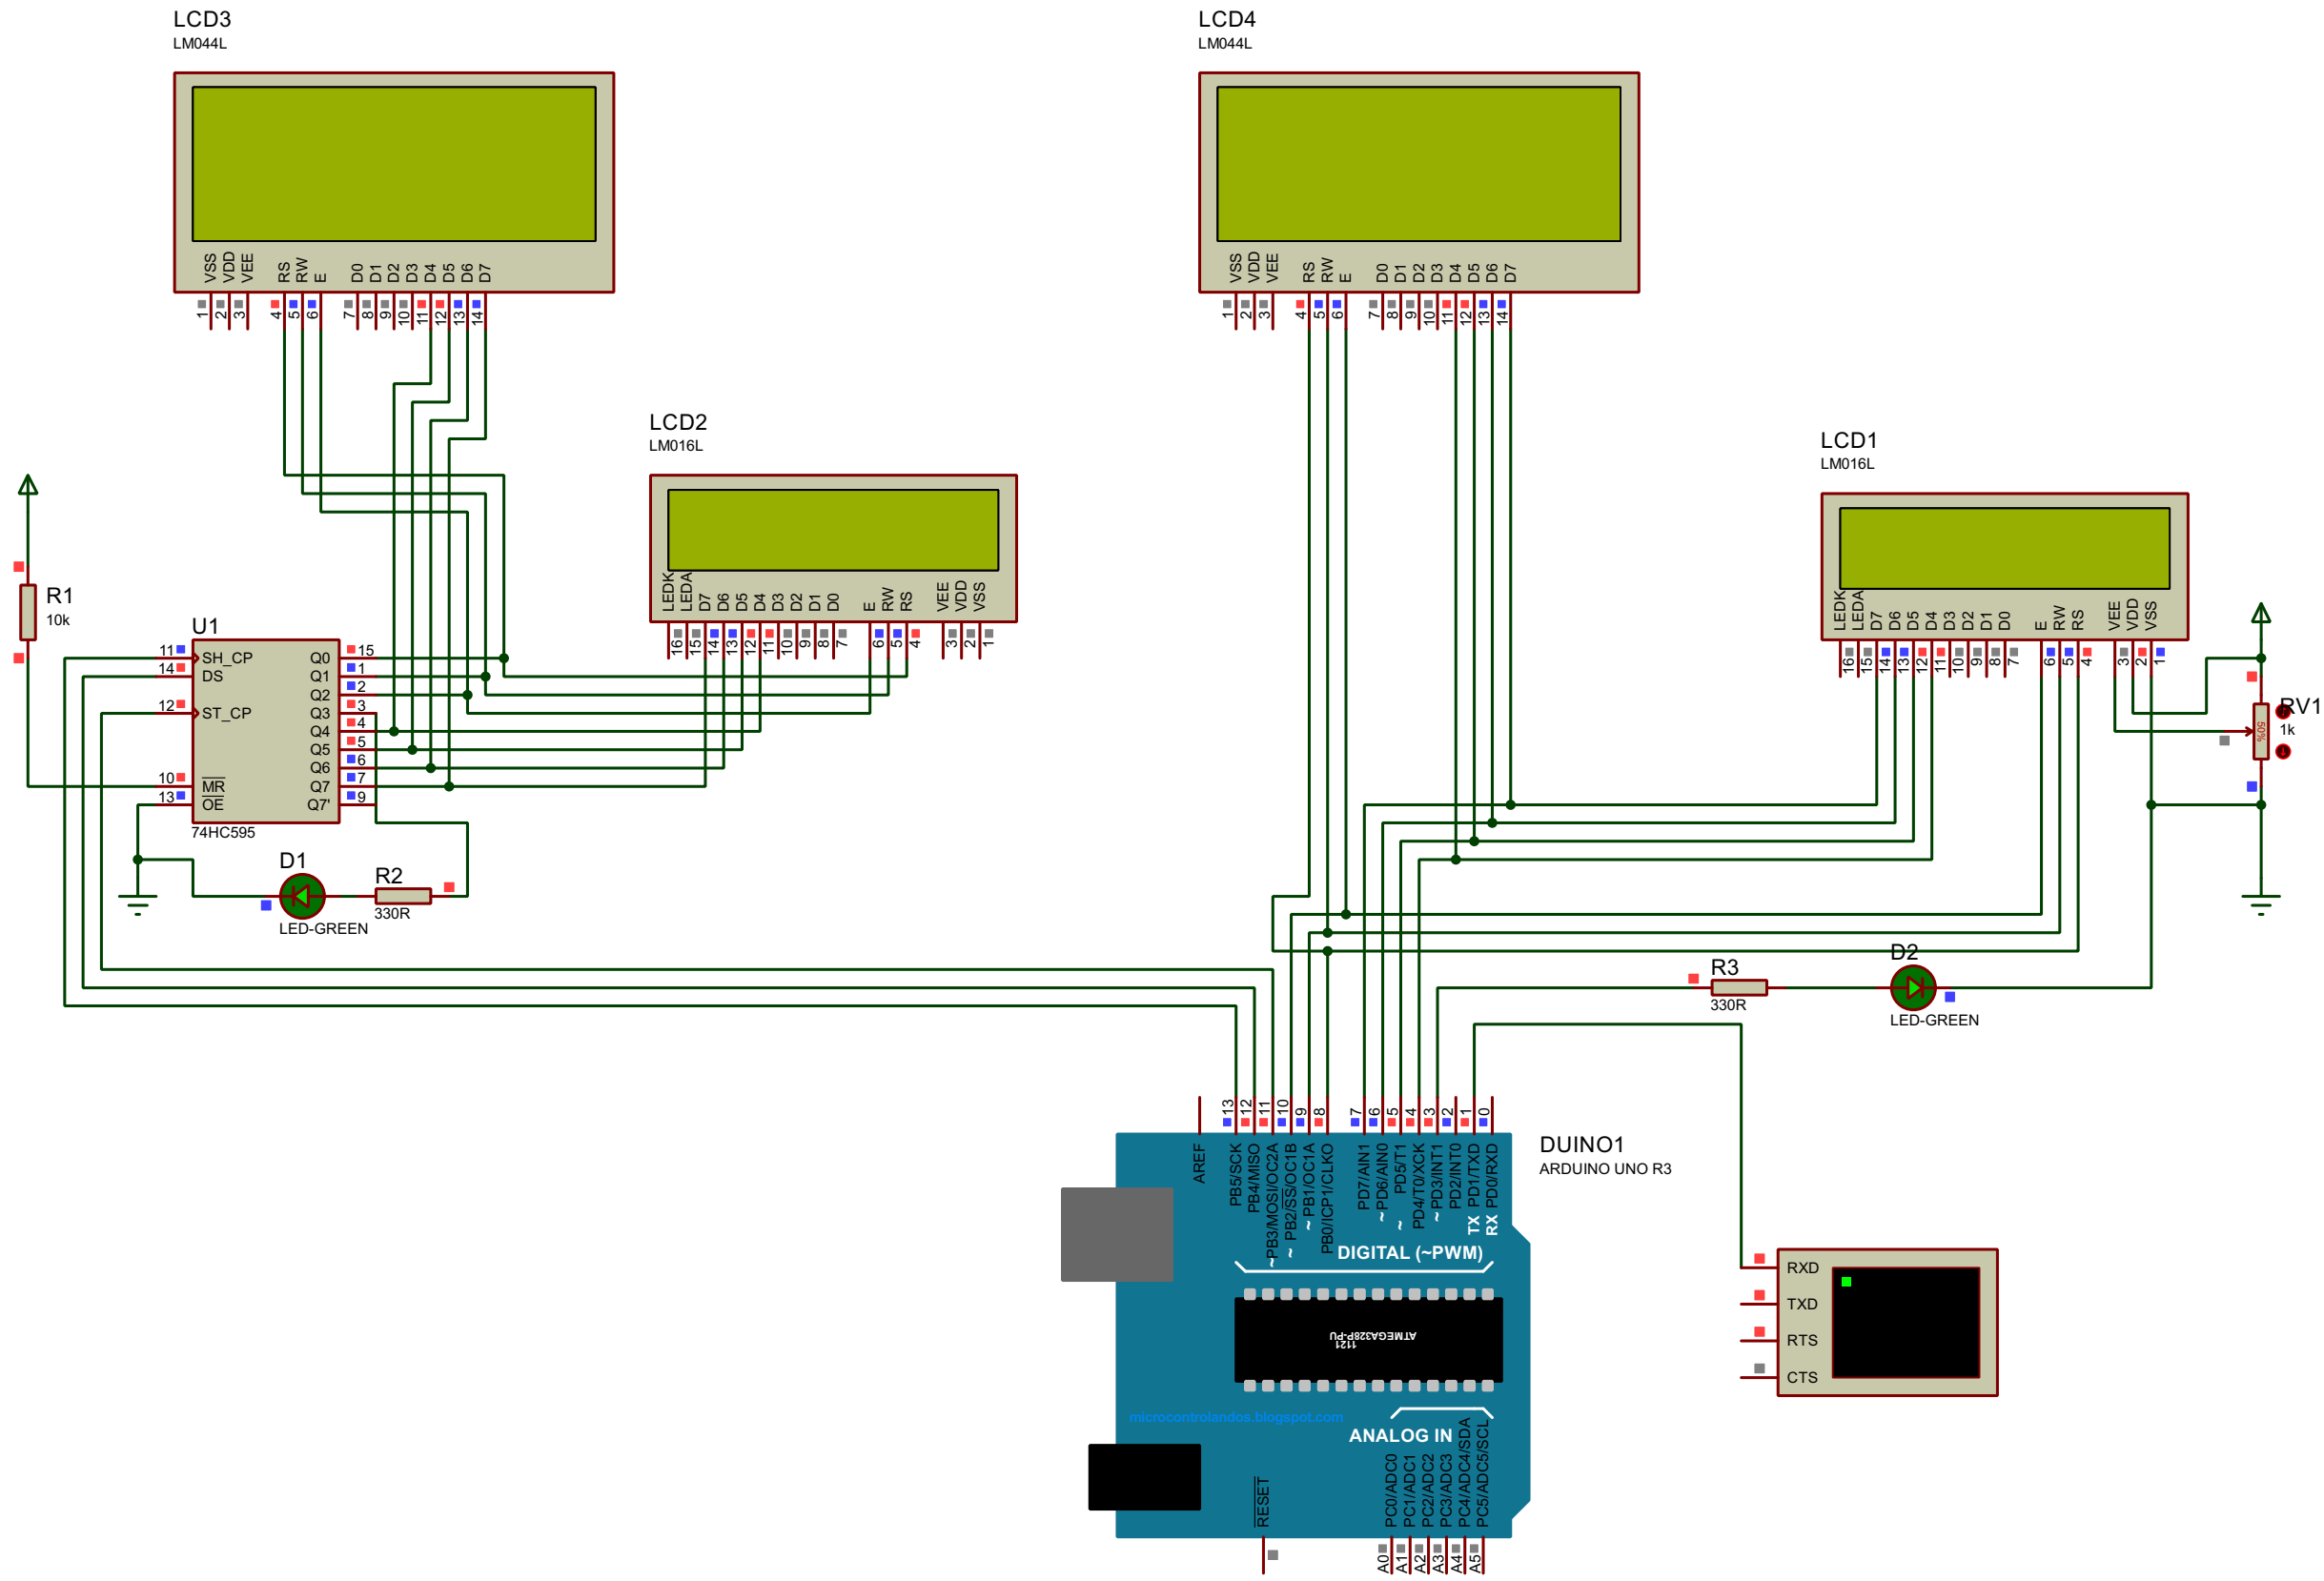 LCD3
LM044L
VSS
VDD
VEE
RS
RW
E
D0
D1
D2
D3
D4
D5
D6
D7
1
2
3
4
5
6
7
8
9
10
11
12
13
14
LCD4
LM044L
VSS
VDD
VEE
RS
RW
E
D0
D1
D2
D3
D4
D5
D6
D7
1
2
3
4
5
6
7
8
9
10
11
12
13
14
LCD2
LM016L
LEDK
LEDA
D7
D6
D5
D4
D3
D2
D1
D0
E
RW
RS
VEE
VDD
VSS
16
15
14
13
12
11
10
9
8
7
6
5
4
3
2
1
LCD1
LM016L
LEDK
LEDA
D7
D6
D5
D4
D3
D2
D1
D0
E
RW
RS
VEE
VDD
VSS
16
15
14
13
12
11
10
9
8
7
6
5
4
3
2
1
R1
10k
U1
11 SH_CP Q0 15
14 DS Q1 1
Q2 2
12 ST_CP Q3 3
Q4 4
Q5 5
Q6 6
10 MR Q7 7
13 OE Q7' 9
74HC595
D1
LED-GREEN
R2
330R
RV1
1k
50%
R3
330R
D2
LED-GREEN
AREF
13
12
11
10
9
8
7
6
5
4
3
2
1
0
PB5/SCK
PB4/MISO
~PB3/MOSI/OC2A
~ PB2/SS/OC1B
~ PB1/OC1A
PB0/ICP1/CLKO
PD7/AIN1
~ PD6/AIN0
~ PD5/T1
PD4/T0/XCK
~ PD3/INT1
PD2/INT0
TX PD1/TXD
RX PD0/RXD
DIGITAL (~PWM)
DUINO1
ARDUINO UNO R3
ATMEGA328P-PU
1121
microcontrolandos.blogspot.com
ANALOG IN
RESET
PC0/ADC0
PC1/ADC1
PC2/ADC2
PC3/ADC3
PC4/ADC4/SDA
PC5/ADC5/SCL
A0
A1
A2
A3
A4
A5
RXD
TXD
RTS
CTS